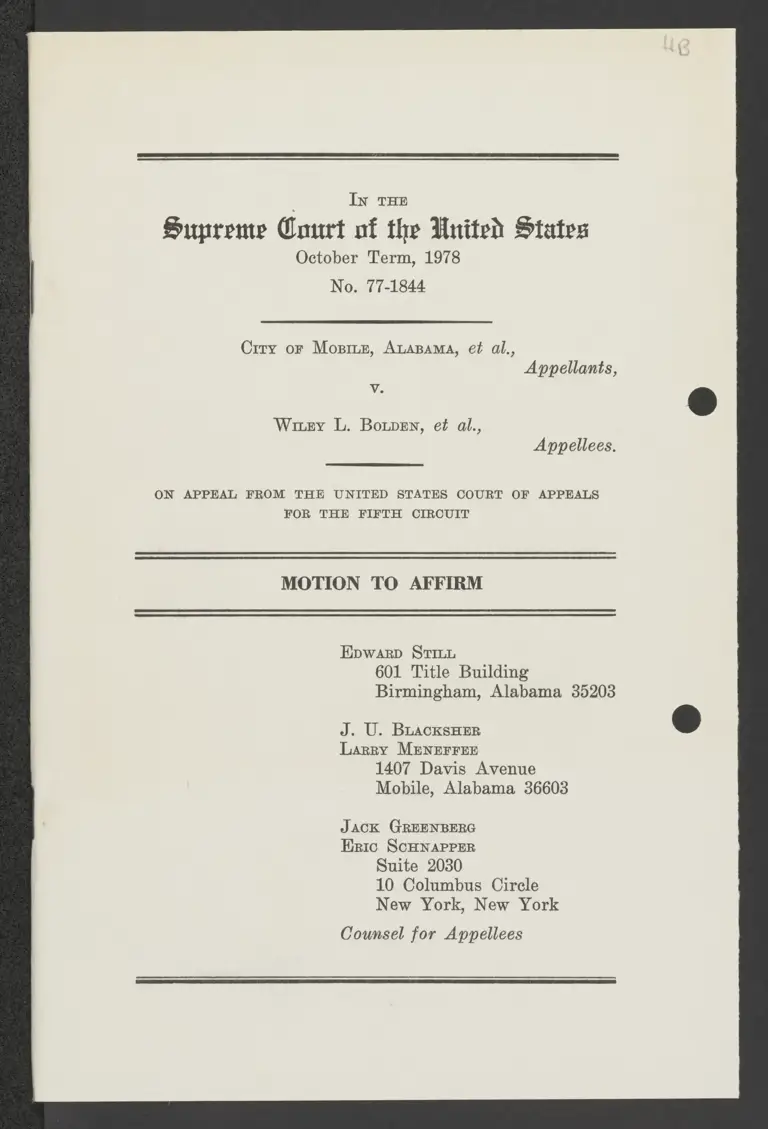 4B
IN THE
Supreme Court of the United States
October Term, 1978
No. 77-1844
CITY OF MOBILE, ALABAMA, et al.,
Appellants,
v.
WILEY L. BOLDEN, et al.,
Appellees.
ON APPEAL FROM THE UNITED STATES COURT OF APPEALS
FOR THE FIFTH CIRCUIT
MOTION TO AFFIRM
EDWARD STILL
601 Title Building
Birmingham, Alabama 35203
J. U. BLACKSHER
LARRY MENEFFEE
1407 Davis Avenue
Mobile, Alabama 36603
JACK GREENBERG
ERIC SCHNAPPER
Suite 2030
10 Columbus Circle
New York, New York
Counsel for Appellees